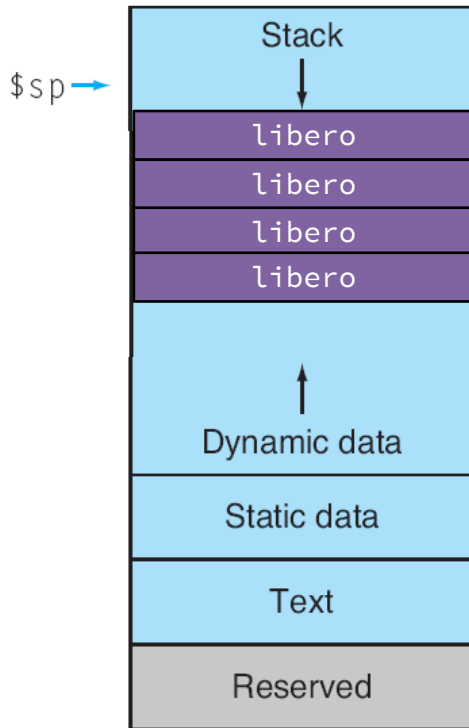 Stack
$sp
libero
libero
libero
libero
Dynamic data
Static data
Text
Reserved